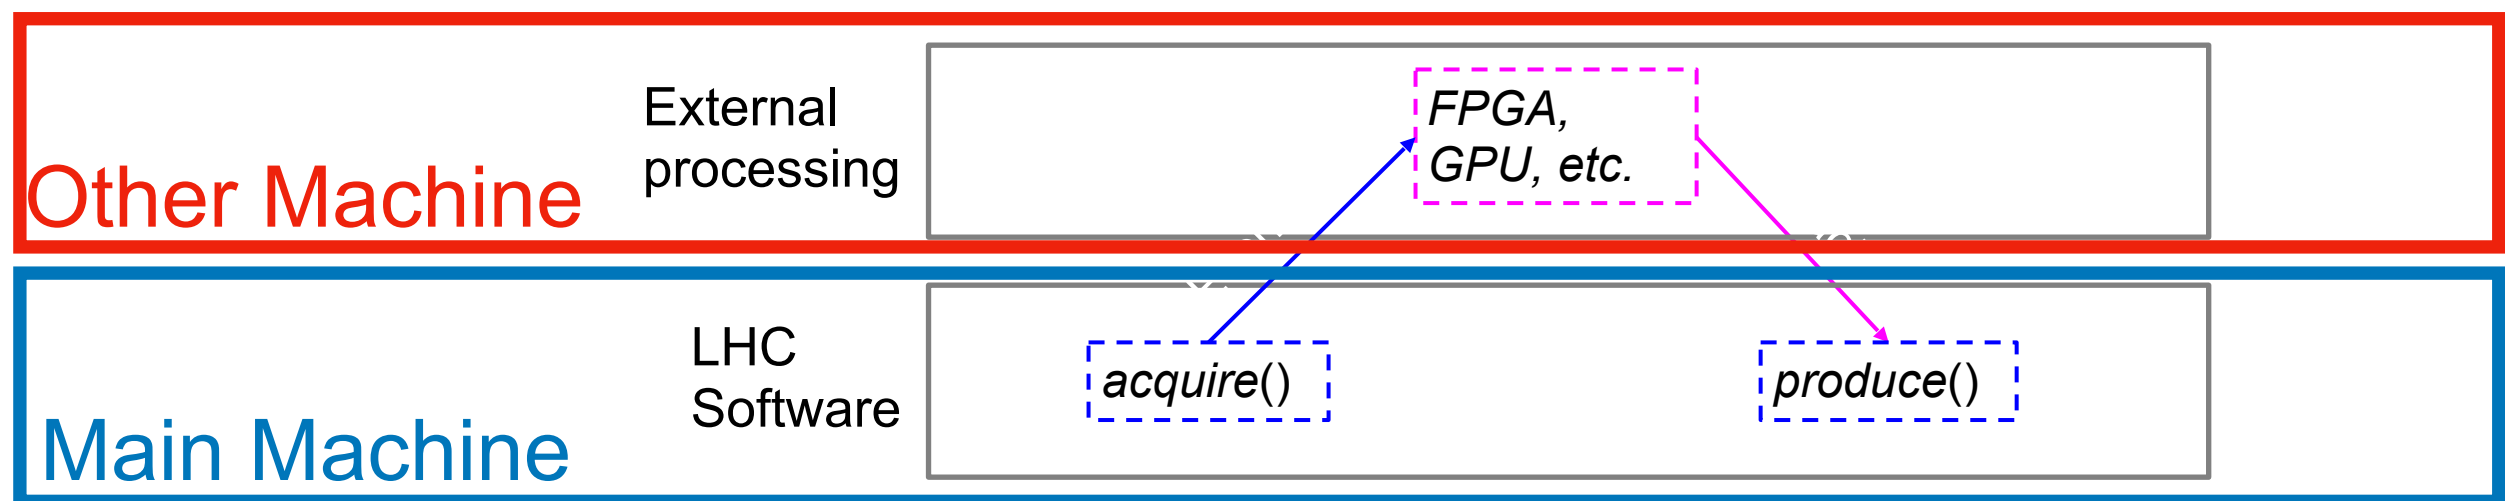 Other Machine
External
processing
FPGA,
GPU, etc.
Main Machine
LHC
Software
acquire()
produce()